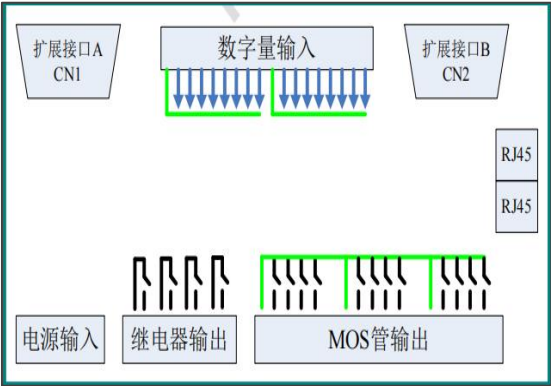 扩展接口A
CN1
数字量输入
扩展接口B
CN2
RJ45
RJ45
电源输入
继电器输出
MOS管输出